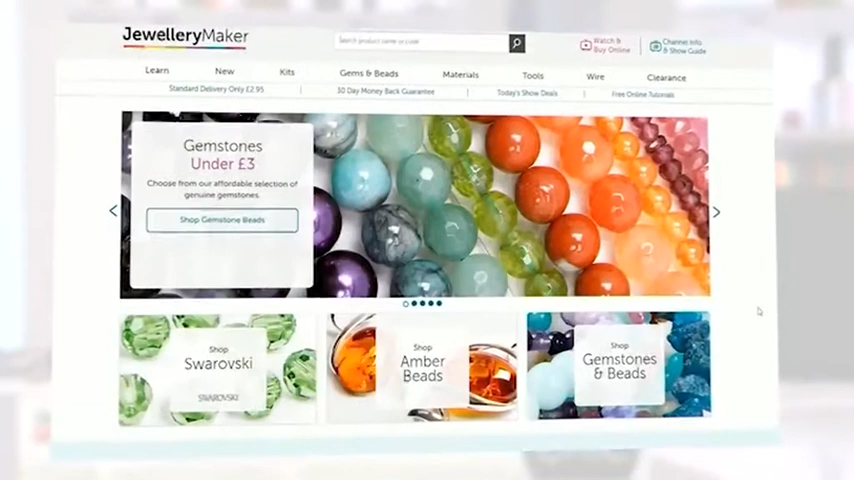 JewelleryMaker
Search product name or code
Watch &
Buy Online
Channel Info
& Show Guide
Learn
New
Kits
Gems & Beads
Materials
Tools
Wire
Clearance
Standard Delivery Only £2.95
30 Day Money Back Guarantee
Today's Show Deals
Free Online Tutorials
Gemstones
Under £3
Choose from our affordable selection of
genuine gemstones.
Shop Gemstone Beads
Shop
Swarovski
SWAROVSKI
Shop
Amber
Beads
Shop
Gemstones
& Beads